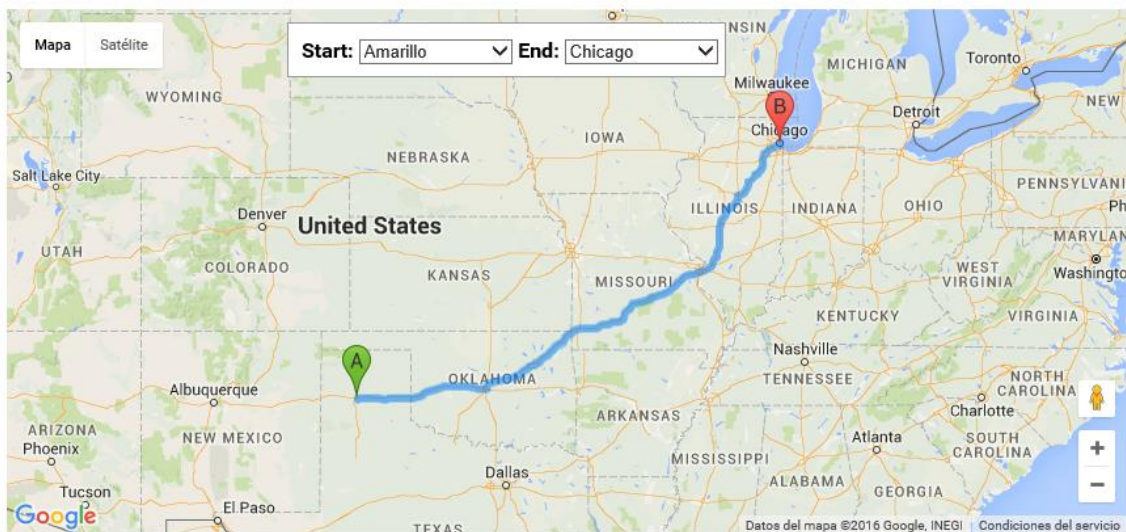 Mapa Satélite
Start: Amarillo End: Chicago
NSIN
MICHIGAN
Toronto
WYOMING
Milwaukee
Detroit
NEW
IOWA
B
Chicago
NEBRASKA
Salt Lake City
PENNSYLVANI
ILLINOIS INDIANA OHIO
Ph
Denver
United States
MARYLAN
UTAH
COLORADO
KANSAS
MISSOURI
WEST
VIRGINIA
Washington
KENTUCKY
VIRGINIA
A
Nashville
OKLAHOMA
TENNESSEE
NORTH
CAROLINA
Albuquerque
ARKANSAS
Charlotte
ARIZONA
NEW MEXICO
Phoenix
Atlanta
SOUTH
CAROLINA
+
MISSISSIPPI
Dallas
ALABAMA
GEORGIA
−
Tucson
El Paso
Google
TEXAS
Datos del mapa ©2016 Google, INEGI Condiciones del servicio